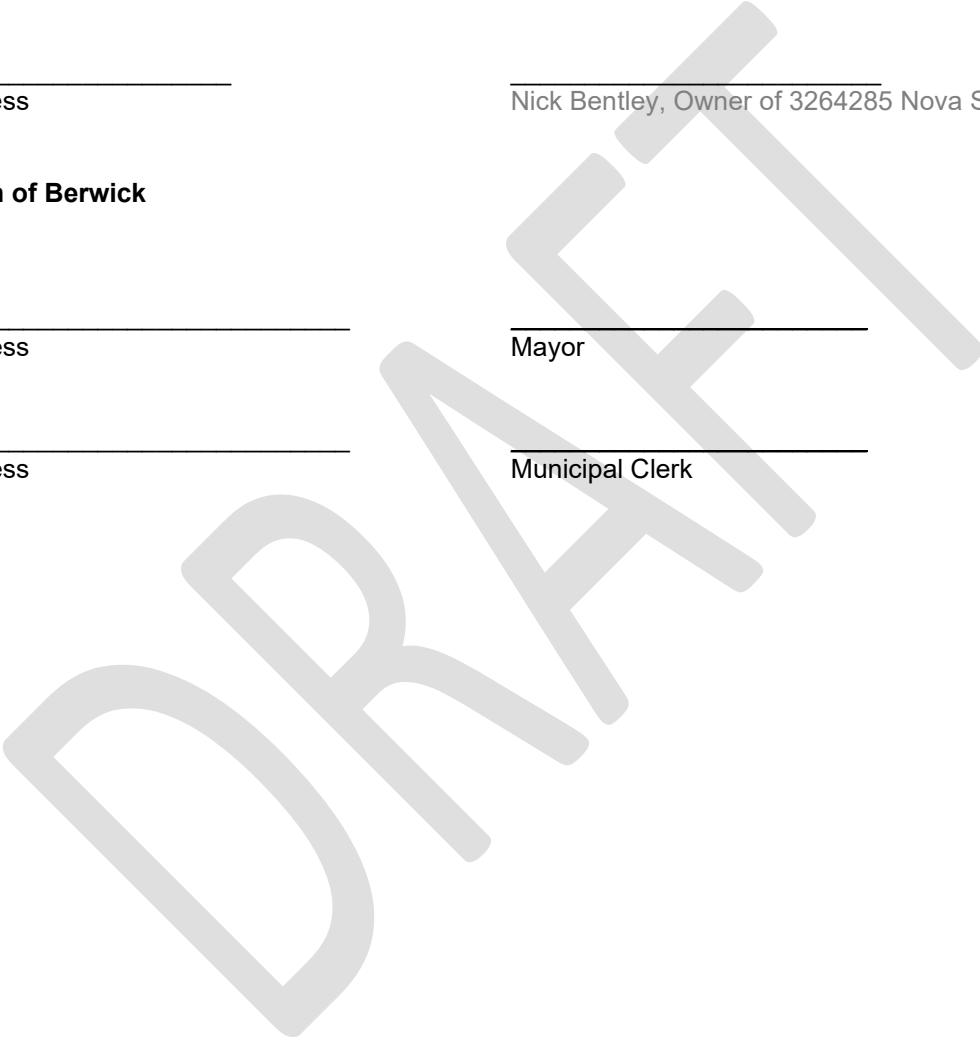 ess Nick Bentley, Owner of 3264285 Nova S
n of Berwick
ess Mayor
ess Municipal Clerk
DRAFT